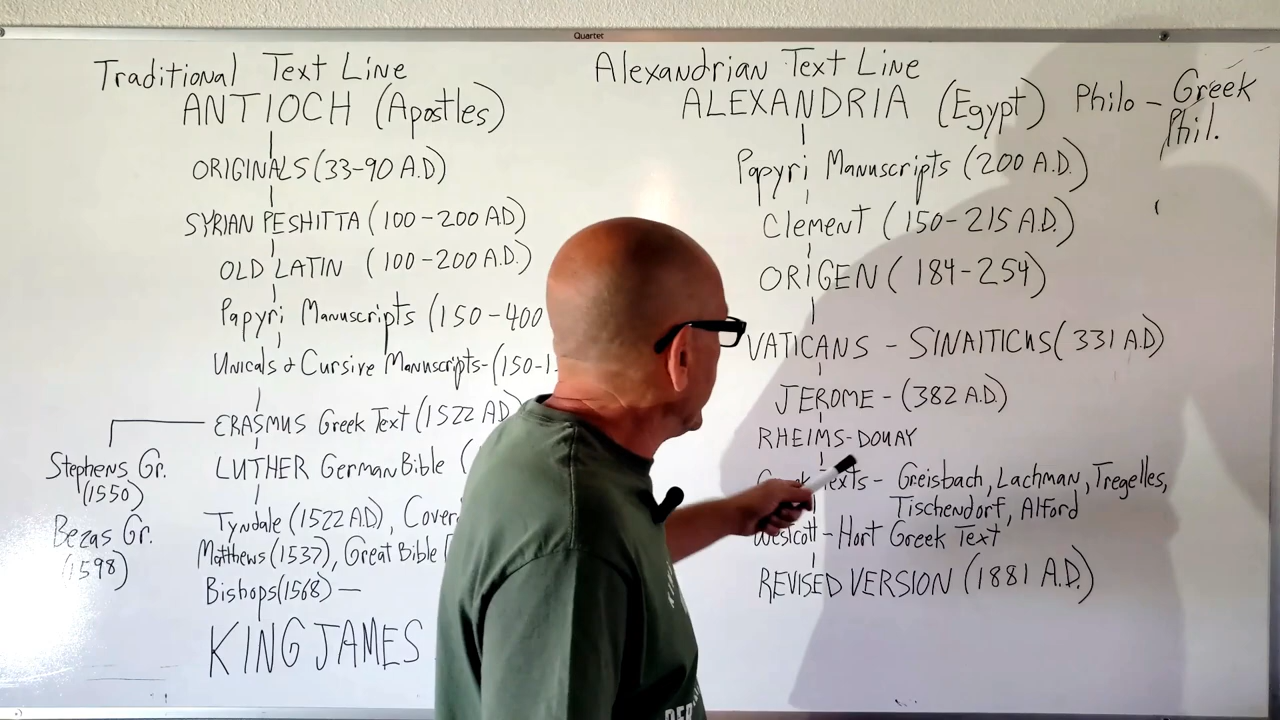 Quartet
Traditional Text Line
ANTIOCH (Apostles)
ORIGINALS (33-90 A.D)
SYRIAN PESHITTA (100-200 AD)
OLD LATIN (100-200 A.D.)
Papyri Manuscripts (150-400
Unicals & Cursive Manuscripts-(150-1
ERASMUS Greek Text (1522 AD)
Stephens Gr.
(1550)
Bezas Gr.
(1598)
LUTHER German Bible (
Tyndale (1522 A.D), Cover
Matthews (1537), Great Bible
Bishops (1568) —
KING JAMES
Alexandrian Text Line
ALEXANDRIA (Egypt)
Philo - Greek
Phil.
Papyri Manuscripts (200 A.D.)
Clement (150-215 A.D.)
ORIGEN (184-254)
VATICANS - SINAITICUS (331 A.D)
JEROME - (382 A.D.)
RHEIMS-DOUAY
Greek Texts - Greisbach, Lachman, Tregelles,
Tischendorf, Alford
Westcott - Hort Greek Text
REVISED VERSION (1881 A.D.)